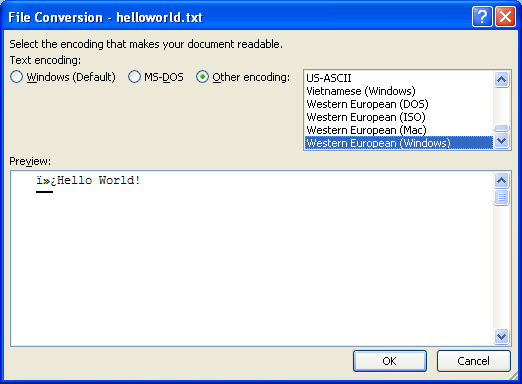 File Conversion - helloworld.txt
Select the encoding that makes your document readable.
Text encoding:
Windows (Default) MS-DOS Other encoding:
US-ASCII
Vietnamese (Windows)
Western European (DOS)
Western European (ISO)
Western European (Mac)
Western European (Windows)
Preview:
ï»¿Hello World!
OK Cancel